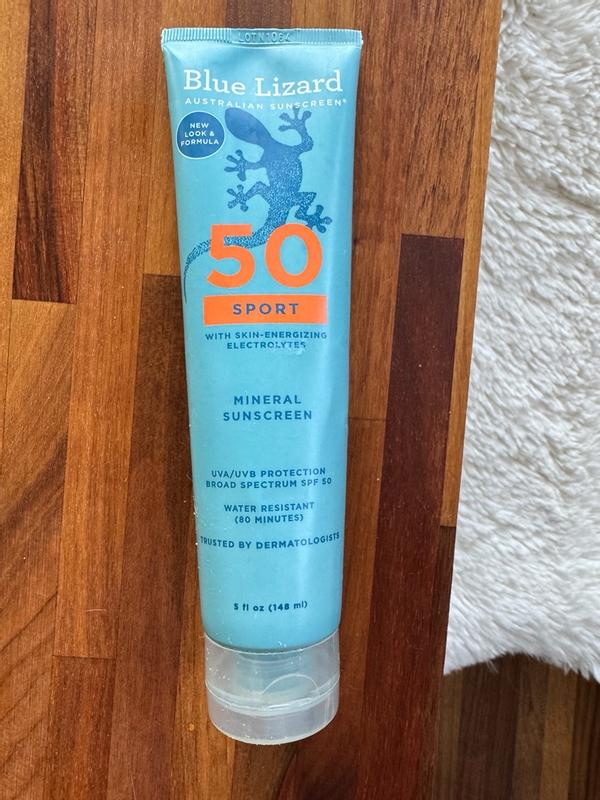 LOTN1064
Blue Lizard
AUSTRALIAN SUNSCREEN®
NEW
LOOK &
FORMULA
50
SPORT
WITH SKIN-ENERGIZING
ELECTROLYTES
MINERAL
SUNSCREEN
UVA/UVB PROTECTION
BROAD SPECTRUM SPF 50
WATER RESISTANT
(80 MINUTES)
TRUSTED BY DERMATOLOGISTS
5 fl oz (148 ml)